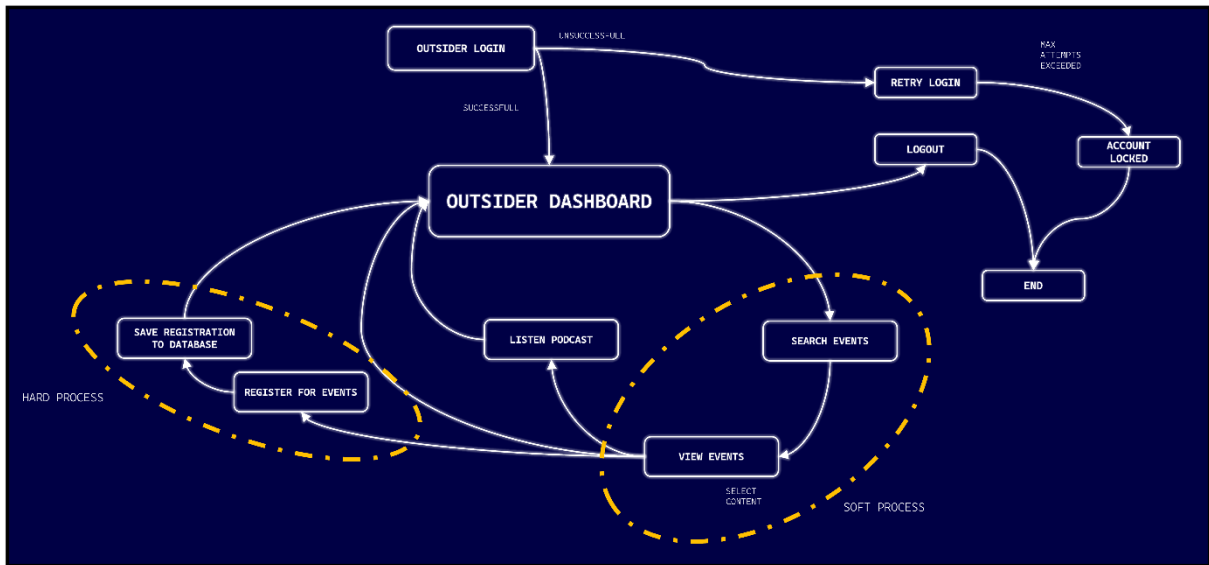 OUTSIDER LOGIN
UNSUCCESSFULL
MAX
ATTEMPTS
EXCEEDED
RETRY LOGIN
SUCCESSFULL
LOGOUT
ACCOUNT
LOCKED
OUTSIDER DASHBOARD
END
SAVE REGISTRATION
TO DATABASE
LISTEN PODCAST
SEARCH EVENTS
REGISTER FOR EVENTS
HARD PROCESS
VIEW EVENTS
SELECT
CONTENT
SOFT PROCESS